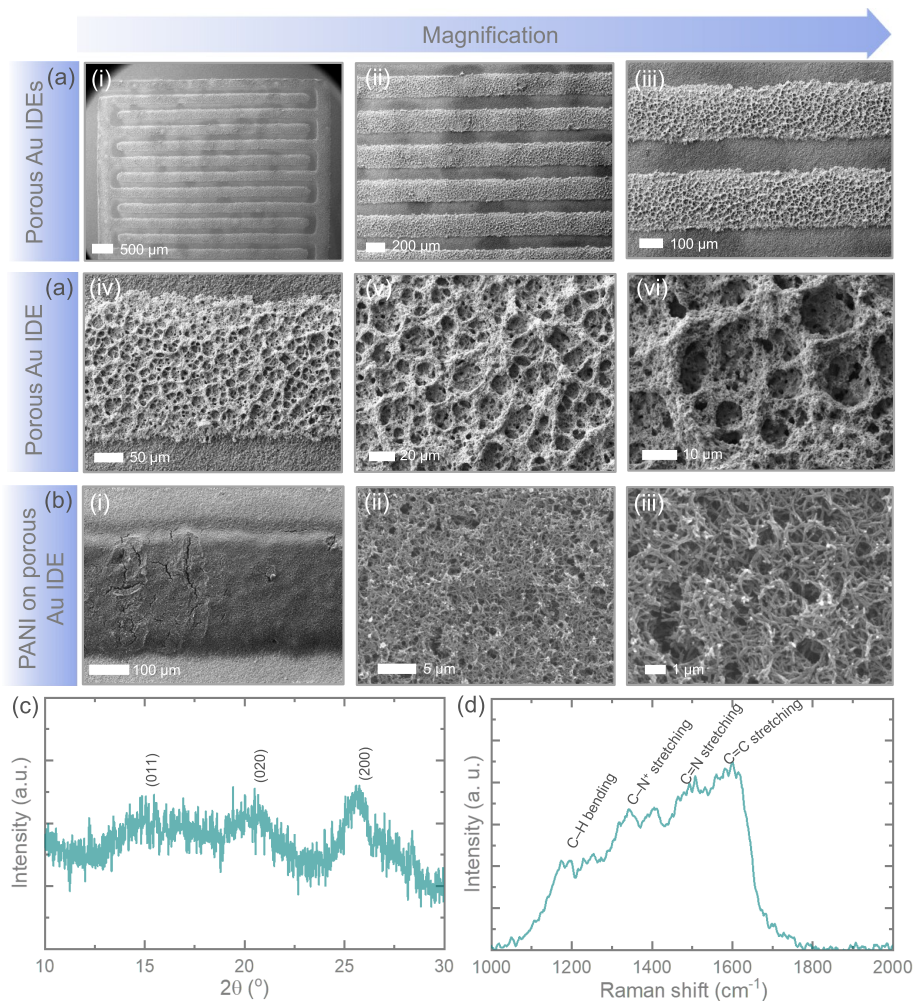 Magnification
Porous Au IDEs
(a)
(i)
500 µm
(ii)
200 µm
(iii)
100 µm
Porous Au IDE
(a)
(iv)
50 µm
(v)
20 µm
(vi)
10 µm
PANI on porous
Au IDE
(b)
(i)
100 µm
(ii)
5 µm
(iii)
1 µm
(c)
Intensity (a.u.)
(011)
(020)
(200)
10
15
20
25
30
2θ (°)
(d)
Intensity (a. u.)
C–H bending
C–N⁺ stretching
C=N stretching
C=C stretching
1000
1200
1400
1600
1800
2000
Raman shift (cm⁻¹)